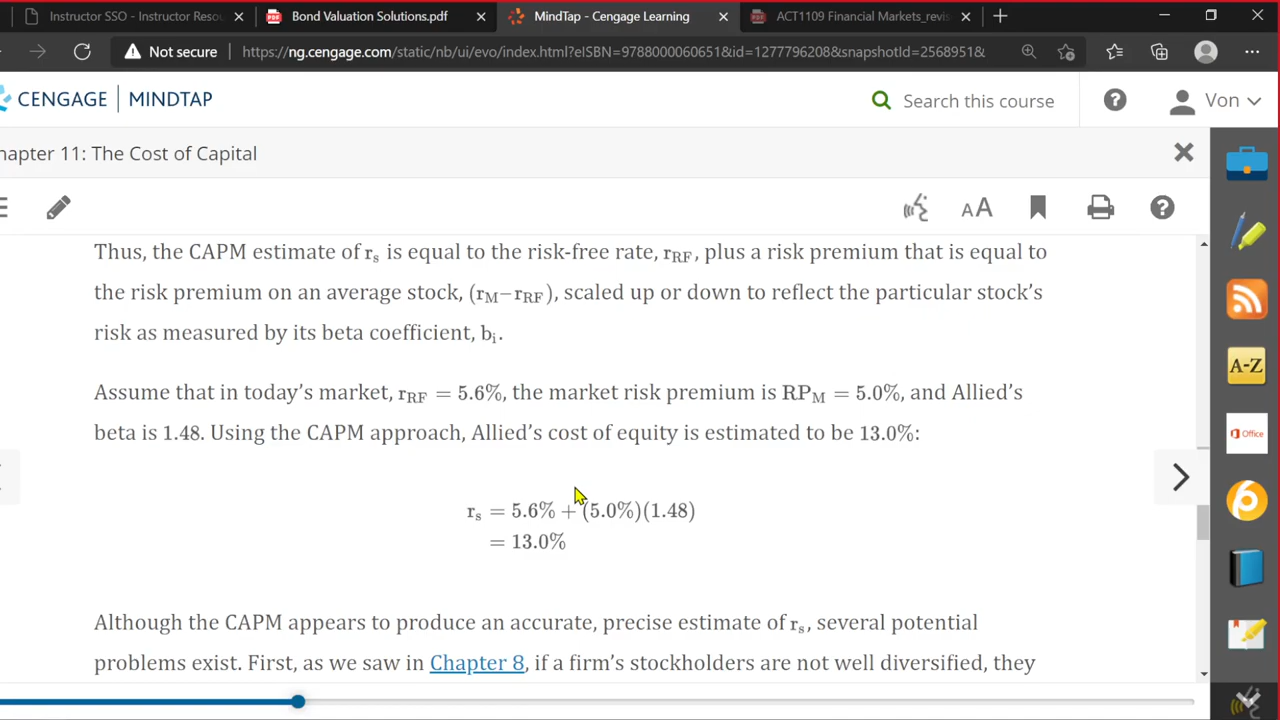 Instructor SSO - Instructor Resou
Bond Valuation Solutions.pdf
MindTap - Cengage Learning
ACT1109 Financial Markets_revis
Not secure
https://ng.cengage.com/static/nb/ui/evo/index.html?eISBN=9788000060651&id=1277796208&snapshotId=2568951&
CENGAGE | MINDTAP
Search this course
Von
hapter 11: The Cost of Capital
AA
Thus, the CAPM estimate of rs is equal to the risk-free rate, rRF, plus a risk premium that is equal to
the risk premium on an average stock, (rM−rRF), scaled up or down to reflect the particular stock's
risk as measured by its beta coefficient, bi.
Assume that in today's market, rRF = 5.6%, the market risk premium is RPM = 5.0%, and Allied's
beta is 1.48. Using the CAPM approach, Allied's cost of equity is estimated to be 13.0%:
rs = 5.6% + (5.0%)(1.48)
= 13.0%
Although the CAPM appears to produce an accurate, precise estimate of rs, several potential
problems exist. First, as we saw in Chapter 8, if a firm's stockholders are not well diversified, they
A-Z
Office